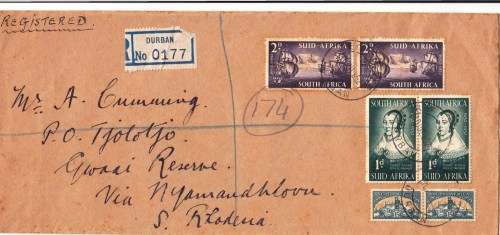 REGISTERED
DURBAN
R No 0177
2D SUID-AFRIKA 2D SUID-AFRIKA
SOUTH AFRICA SOUTH AFRICA
174
SOUTH AFRICA SOUTH AFRICA
1D 1D
SUID AFRIKA SUID AFRIKA
Mr A. Cumming.
P.O. Tjolotjo
Gwaai Reserve.
Via Nyamandhlovu
S. Rhodesia